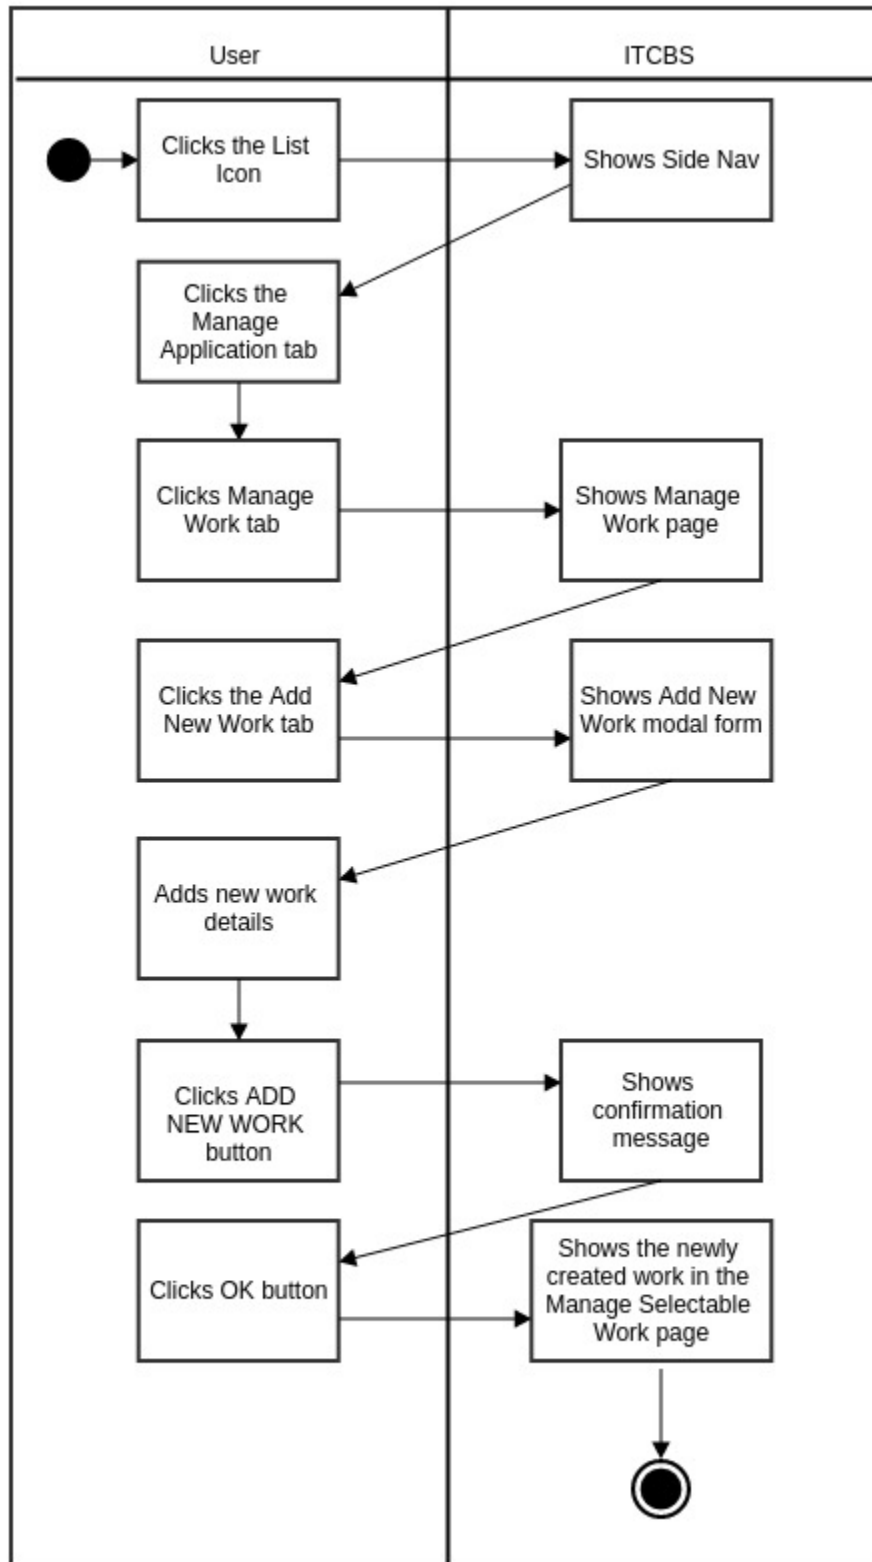 User
ITCBS
Clicks the List
Icon
Shows Side Nav
Clicks the
Manage
Application tab
Clicks Manage
Work tab
Shows Manage
Work page
Clicks the Add
New Work tab
Shows Add New
Work modal form
Adds new work
details
Clicks ADD
NEW WORK
button
Shows
confirmation
message
Clicks OK button
Shows the newly
created work in the
Manage Selectable
Work page